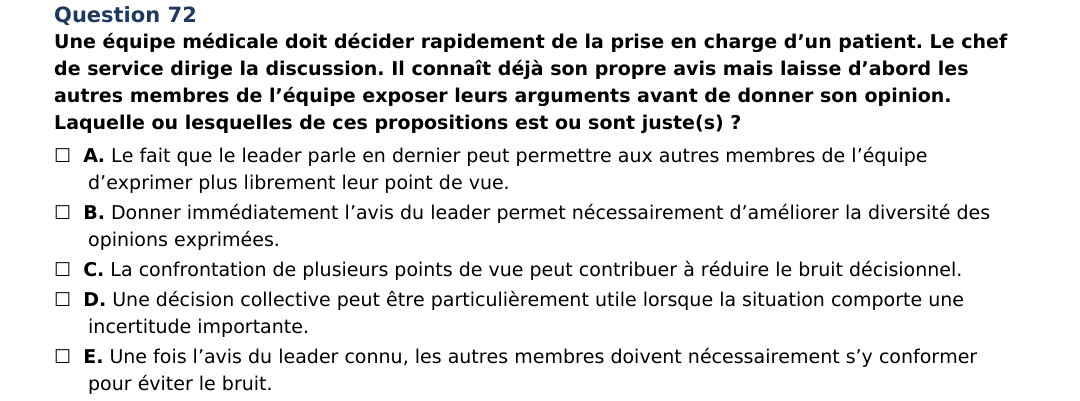 Question 72
Une équipe médicale doit décider rapidement de la prise en charge d’un patient. Le chef
de service dirige la discussion. Il connaît déjà son propre avis mais laisse d’abord les
autres membres de l’équipe exposer leurs arguments avant de donner son opinion.
Laquelle ou lesquelles de ces propositions est ou sont juste(s) ?
☐ A. Le fait que le leader parle en dernier peut permettre aux autres membres de l’équipe
d’exprimer plus librement leur point de vue.
☐ B. Donner immédiatement l’avis du leader permet nécessairement d’améliorer la diversité des
opinions exprimées.
☐ C. La confrontation de plusieurs points de vue peut contribuer à réduire le bruit décisionnel.
☐ D. Une décision collective peut être particulièrement utile lorsque la situation comporte une
incertitude importante.
☐ E. Une fois l’avis du leader connu, les autres membres doivent nécessairement s’y conformer
pour éviter le bruit.